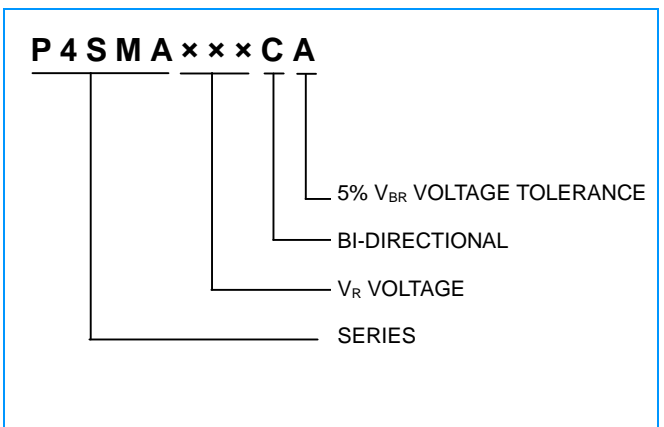 P4SMA×××CA
5% VBR VOLTAGE TOLERANCE
BI-DIRECTIONAL
VR VOLTAGE
SERIES